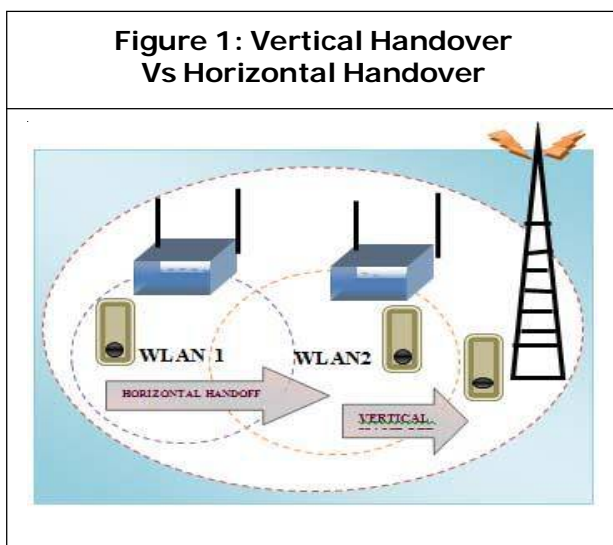 Figure 1: Vertical Handover
Vs Horizontal Handover
WLAN 1
WLAN2
HORIZONTAL HANDOFF
VERTICAL